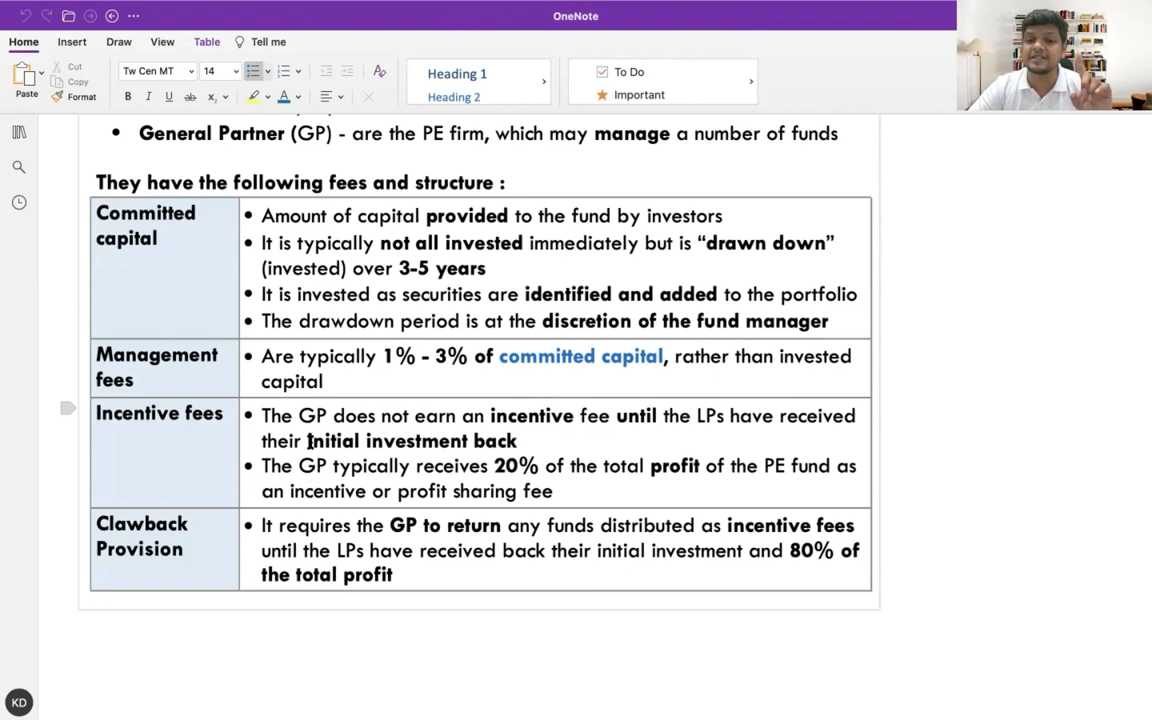 OneNote
Home Insert Draw View Table Tell me
Cut
Copy
Paste Format
Tw Cen MT 14
B I U ab X₂ A
Heading 1
Heading 2
To Do
Important
• General Partner (GP) - are the PE firm, which may manage a number of funds
They have the following fees and structure :
Committed capital
• Amount of capital provided to the fund by investors
• It is typically not all invested immediately but is “drawn down”
(invested) over 3-5 years
• It is invested as securities are identified and added to the portfolio
• The drawdown period is at the discretion of the fund manager
Management fees
• Are typically 1% - 3% of committed capital, rather than invested
capital
Incentive fees
• The GP does not earn an incentive fee until the LPs have received
their initial investment back
• The GP typically receives 20% of the total profit of the PE fund as
an incentive or profit sharing fee
Clawback Provision
• It requires the GP to return any funds distributed as incentive fees
until the LPs have received back their initial investment and 80% of
the total profit
KD